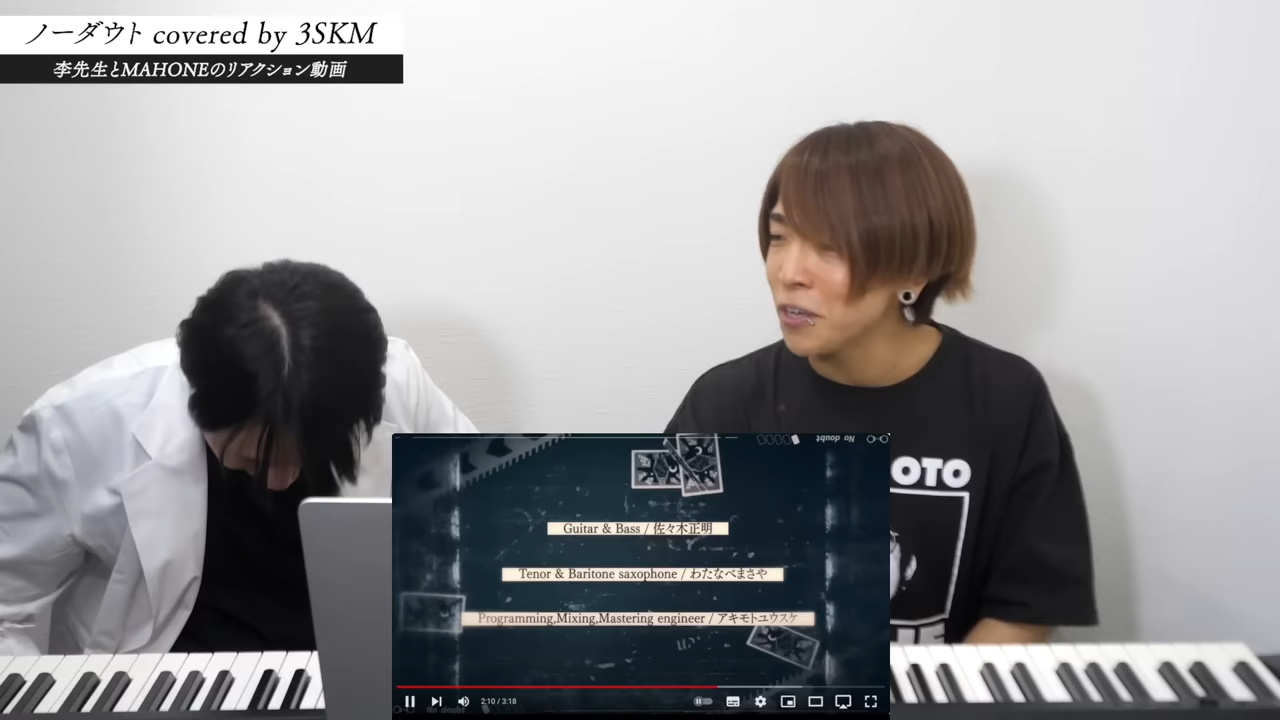 ノーダウト covered by 3SKM
李先生とMAHONEのリアクション動画
No doubt
OTO
Guitar & Bass / 佐々木正明
Tenor & Baritone saxophone / わたなべまさや
Programming,Mixing,Mastering engineer / アキモトユウスケ
2:10 / 3:18
No doubt